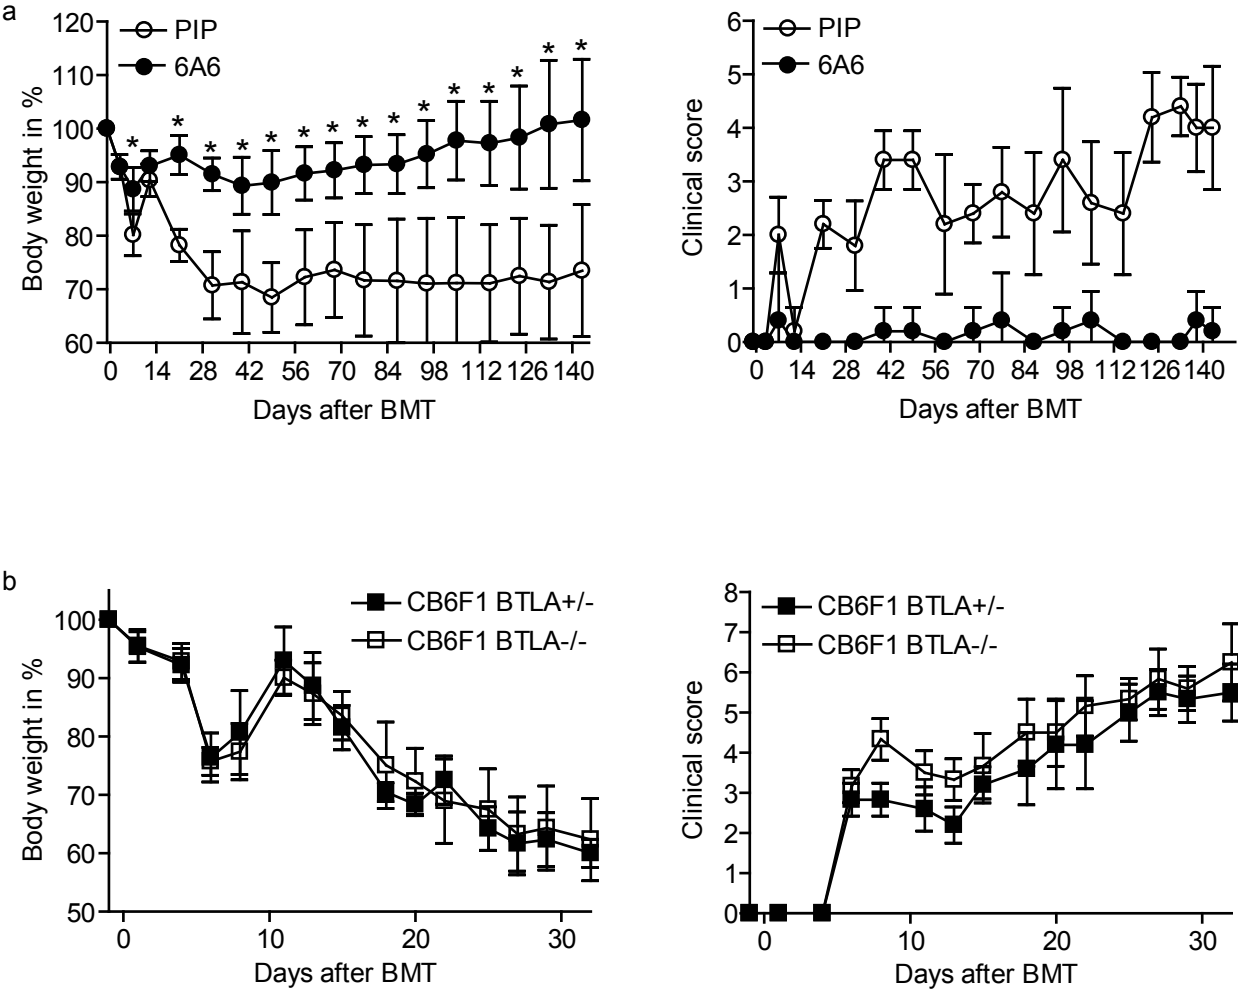 a
PIP
6A6
Body weight in %
120
110
100
90
80
70
60
* * * * * * * * * * * * * * *
0 14 28 42 56 70 84 98 112 126 140
Days after BMT
PIP
6A6
Clinical score
6
5
4
3
2
1
0
0 14 28 42 56 70 84 98 112 126 140
Days after BMT
b
CB6F1 BTLA+/-
CB6F1 BTLA-/-
Body weight in %
100
90
80
70
60
50
0 10 20 30
Days after BMT
CB6F1 BTLA+/-
CB6F1 BTLA-/-
Clinical score
8
7
6
5
4
3
2
1
0
0 10 20 30
Days after BMT